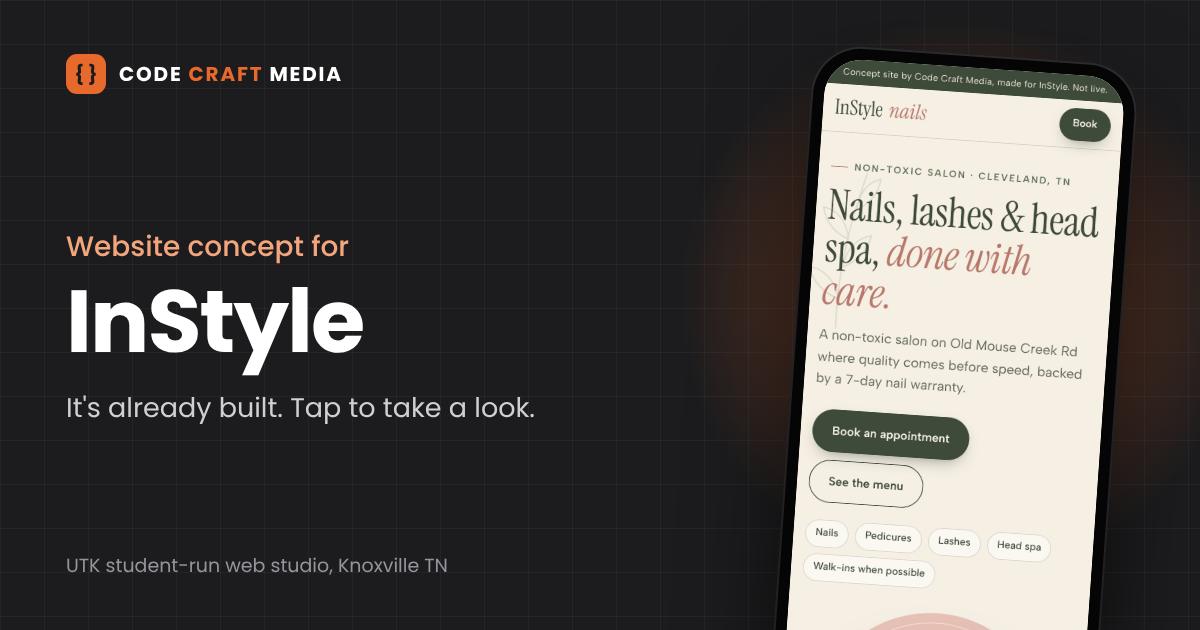 { } CODE CRAFT MEDIA
Website concept for
InStyle
It's already built. Tap to take a look.
UTK student-run web studio, Knoxville TN
Concept site by Code Craft Media, made for InStyle. Not live.
InStyle nails
Book
NON-TOXIC SALON · CLEVELAND, TN
Nails, lashes & head
spa, done with
care.
A non-toxic salon on Old Mouse Creek Rd
where quality comes before speed, backed
by a 7-day nail warranty.
Book an appointment
See the menu
Nails Pedicures Lashes Head spa
Walk-ins when possible